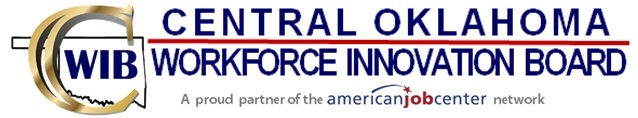 C
WIB
CENTRAL OKLAHOMA
WORKFORCE INNOVATION BOARD
A proud partner of the americanjobcenter network